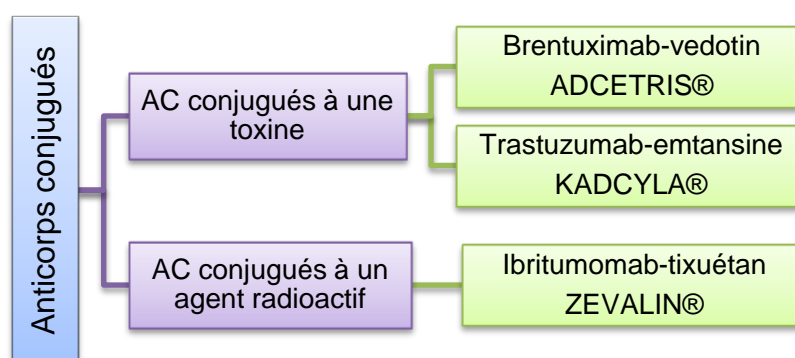 Anticorps conjugués
AC conjugués à une
toxine
Brentuximab-vedotin
ADCETRIS®
Trastuzumab-emtansine
KADCYLA®
AC conjugués à un
agent radioactif
Ibritumomab-tixuétan
ZEVALIN®